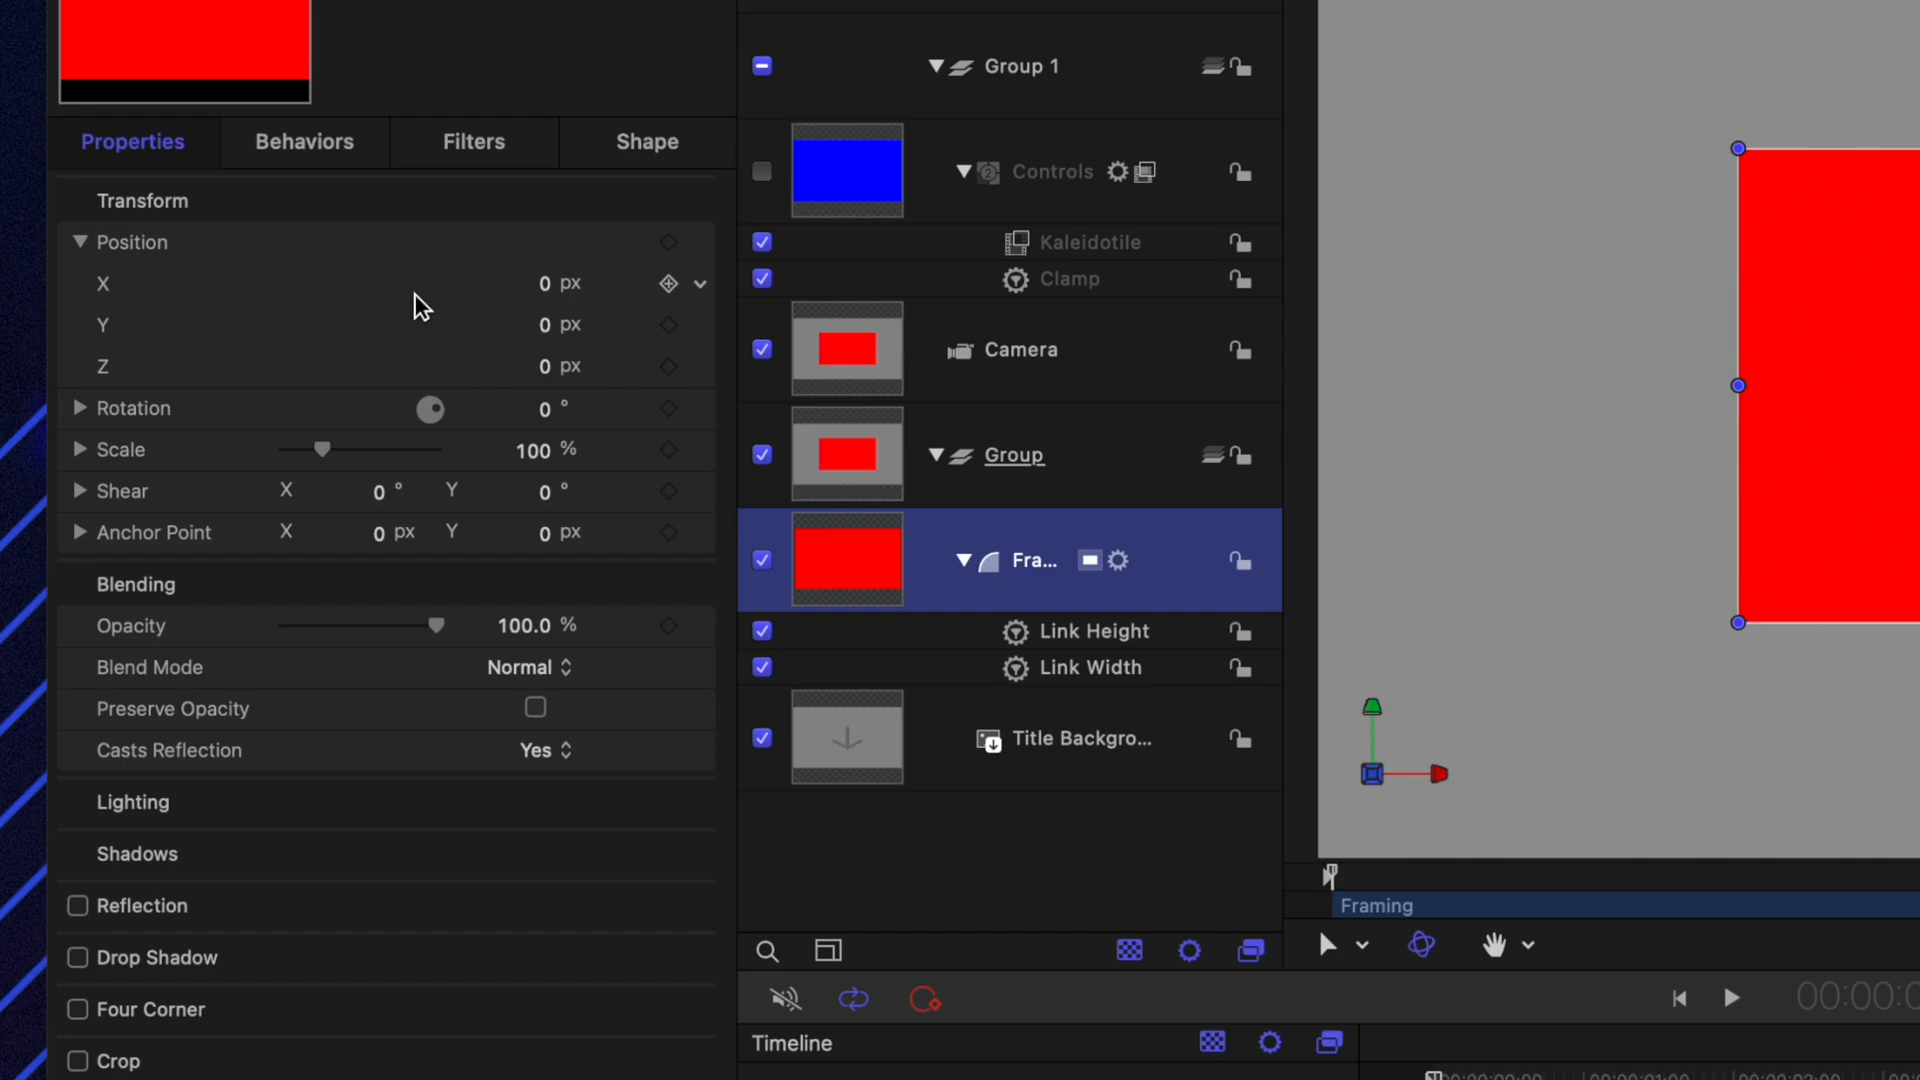 Properties
Behaviors
Filters
Shape
Transform
Position
X 0 px
Y 0 px
Z 0 px
Rotation 0 °
Scale 100 %
Shear X 0 ° Y 0 °
Anchor Point X 0 px Y 0 px
Blending
Opacity 100.0 %
Blend Mode Normal
Preserve Opacity
Casts Reflection Yes
Lighting
Shadows
Reflection
Drop Shadow
Four Corner
Crop
Group 1
Controls
Kaleidotile
Clamp
Camera
Group
Fra...
Link Height
Link Width
Title Backgro...
Framing
00:00:0
Timeline